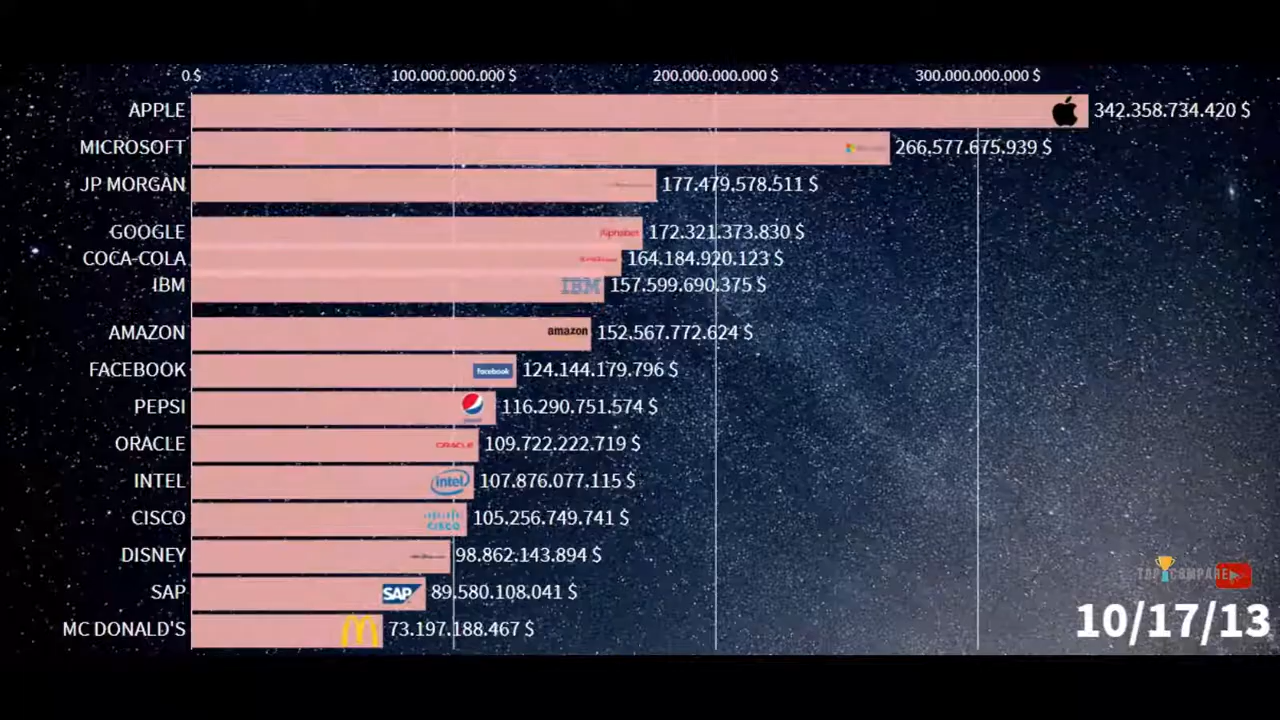 0 $ 100.000.000.000 $ 200.000.000.000 $ 300.000.000.000 $
APPLE 342.358.734.420 $
MICROSOFT 266.577.675.939 $
JP MORGAN 177.479.578.511 $
GOOGLE Alphabet 172.321.373.830 $
COCA-COLA 164.184.920.123 $
IBM IBM 157.599.690.375 $
AMAZON amazon 152.567.772.624 $
FACEBOOK facebook 124.144.179.796 $
PEPSI 116.290.751.574 $
ORACLE ORACLE 109.722.222.719 $
INTEL intel 107.876.077.115 $
CISCO CISCO 105.256.749.741 $
DISNEY 98.862.143.894 $
SAP SAP 89.580.108.041 $
MC DONALD'S 73.197.188.467 $
TOP COMPARE
10/17/13